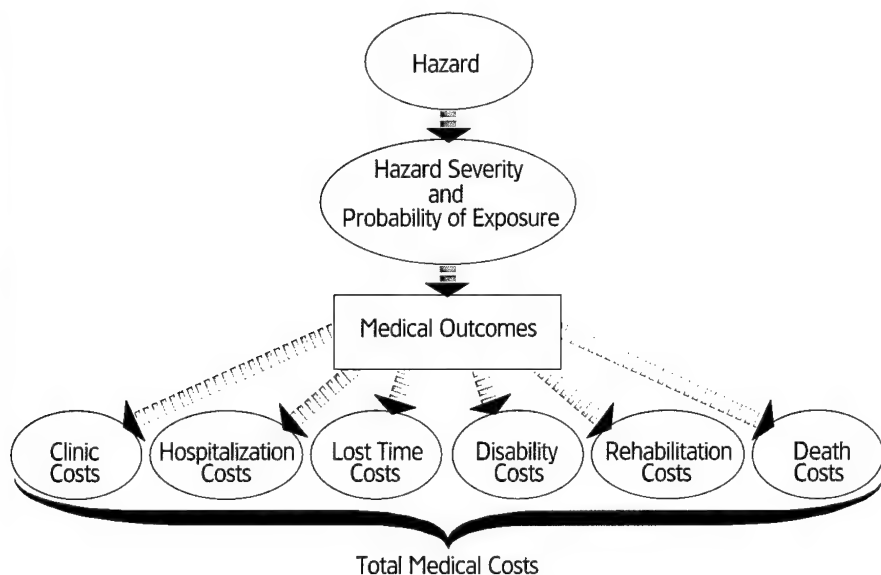 Hazard
Hazard Severity
and
Probability of Exposure
Medical Outcomes
Clinic
Costs
Hospitalization
Costs
Lost Time
Costs
Disability
Costs
Rehabilitation
Costs
Death
Costs
Total Medical Costs